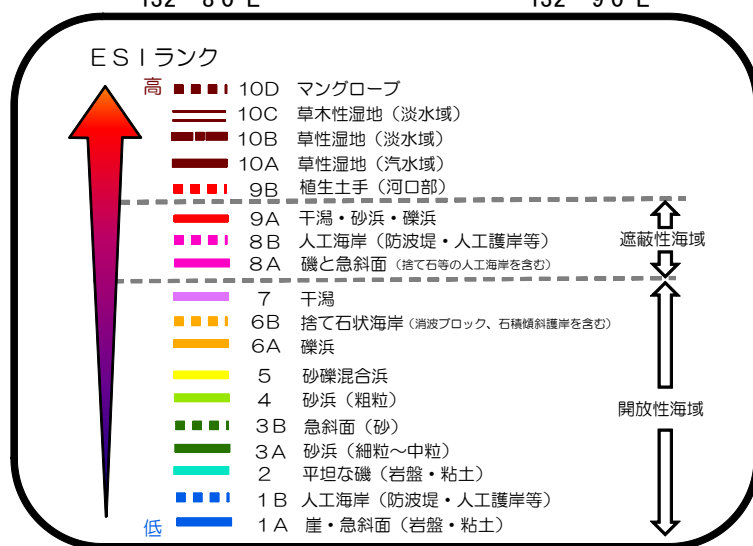 132°80'E 132°90'E
ESIランク
高 10D マングローブ
10C 草木性湿地（淡水域）
10B 草性湿地（淡水域）
10A 草性湿地（汽水域）
9B 植生土手（河口部）
9A 干潟・砂浜・礫浜
8B 人工海岸（防波堤・人工護岸等）
遮蔽性海域
8A 磯と急斜面（捨て石等の人工海岸を含む）
7 干潟
6B 捨て石状海岸（消波ブロック、石積傾斜護岸を含む）
6A 礫浜
5 砂礫混合浜
4 砂浜（粗粒）
開放性海域
3B 急斜面（砂）
3A 砂浜（細粒～中粒）
2 平坦な磯（岩盤・粘土）
1B 人工海岸（防波堤・人工護岸等）
低 1A 崖・急斜面（岩盤・粘土）